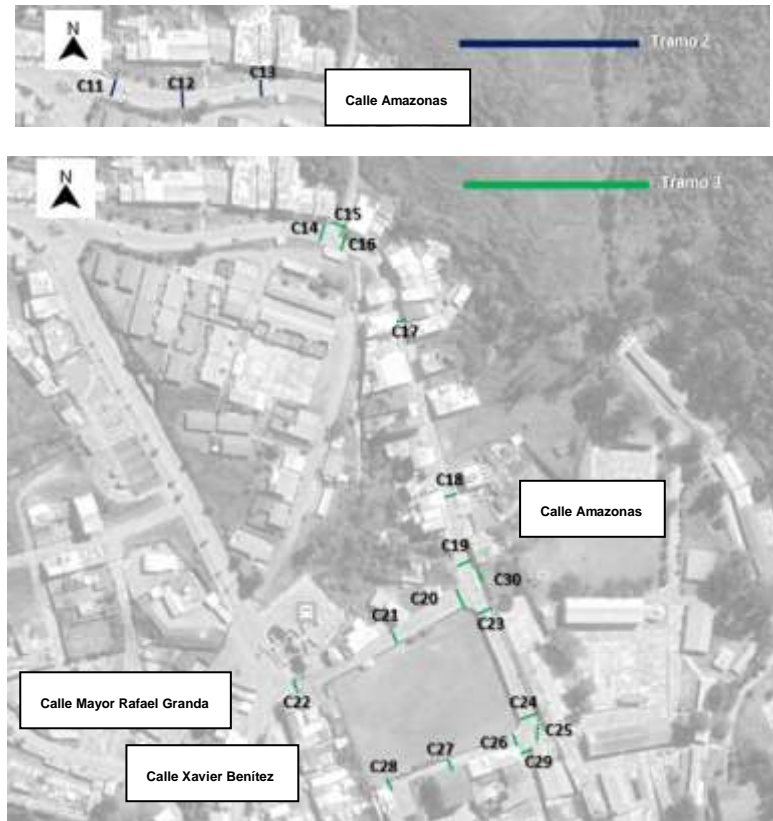 N
Tramo 2
C11
C12
C13
Calle Amazonas
N
Tramo 3
C14
C15
C16
C17
C18
Calle Amazonas
C19
C30
C20
C23
C21
C22
Calle Mayor Rafael Granda
C24
C25
C26
C29
C27
Calle Xavier Benítez
C28